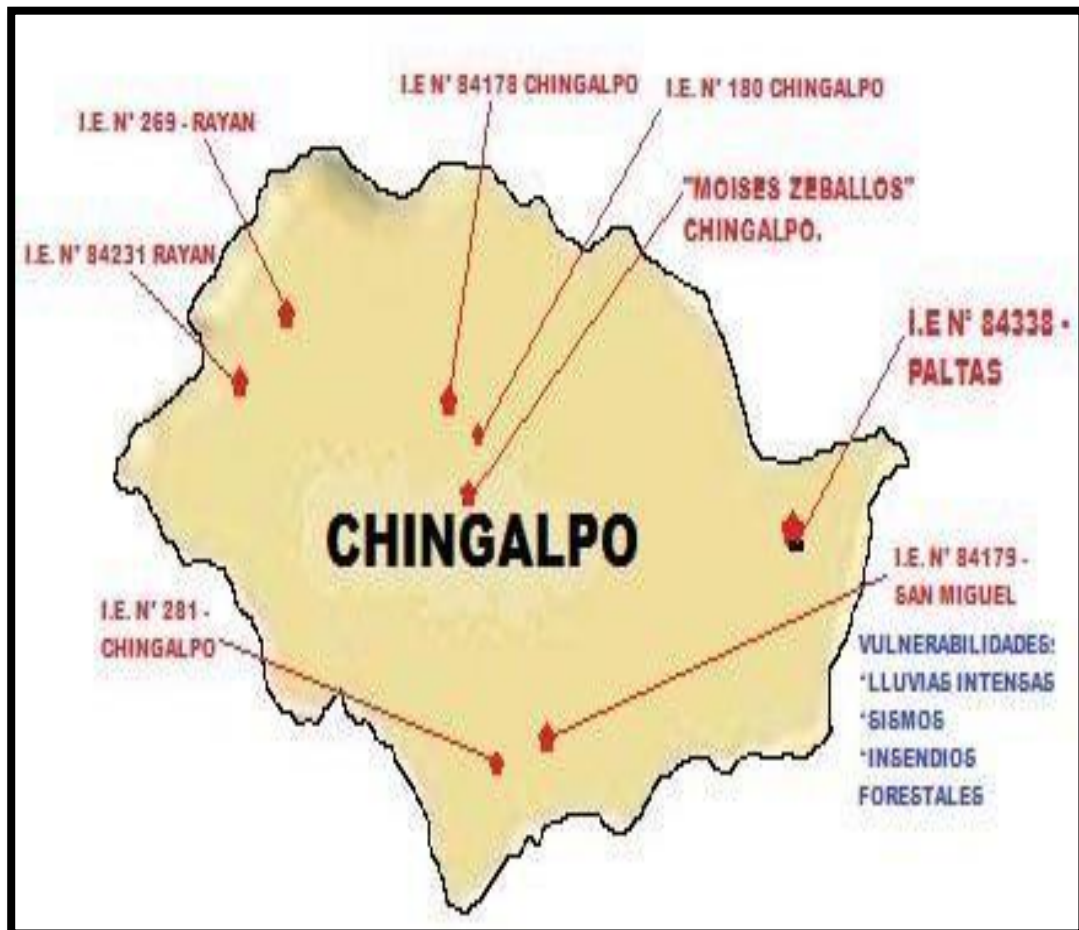 I.E N° 84178 CHINGALPO
I.E. N° 180 CHINGALPO
I.E. N° 269 - RAYAN
"MOISES ZEBALLOS"
CHINGALPO.
I.E. N° 84231 RAYAN
I.E N° 84338 -
PALTAS
CHINGALPO
I.E. N° 84179 -
SAN MIGUEL
I.E. N° 281 -
CHINGALPO
VULNERABILIDADES:
*LLUVIAS INTENSAS
*SISMOS
*INSENDIOS
FORESTALES